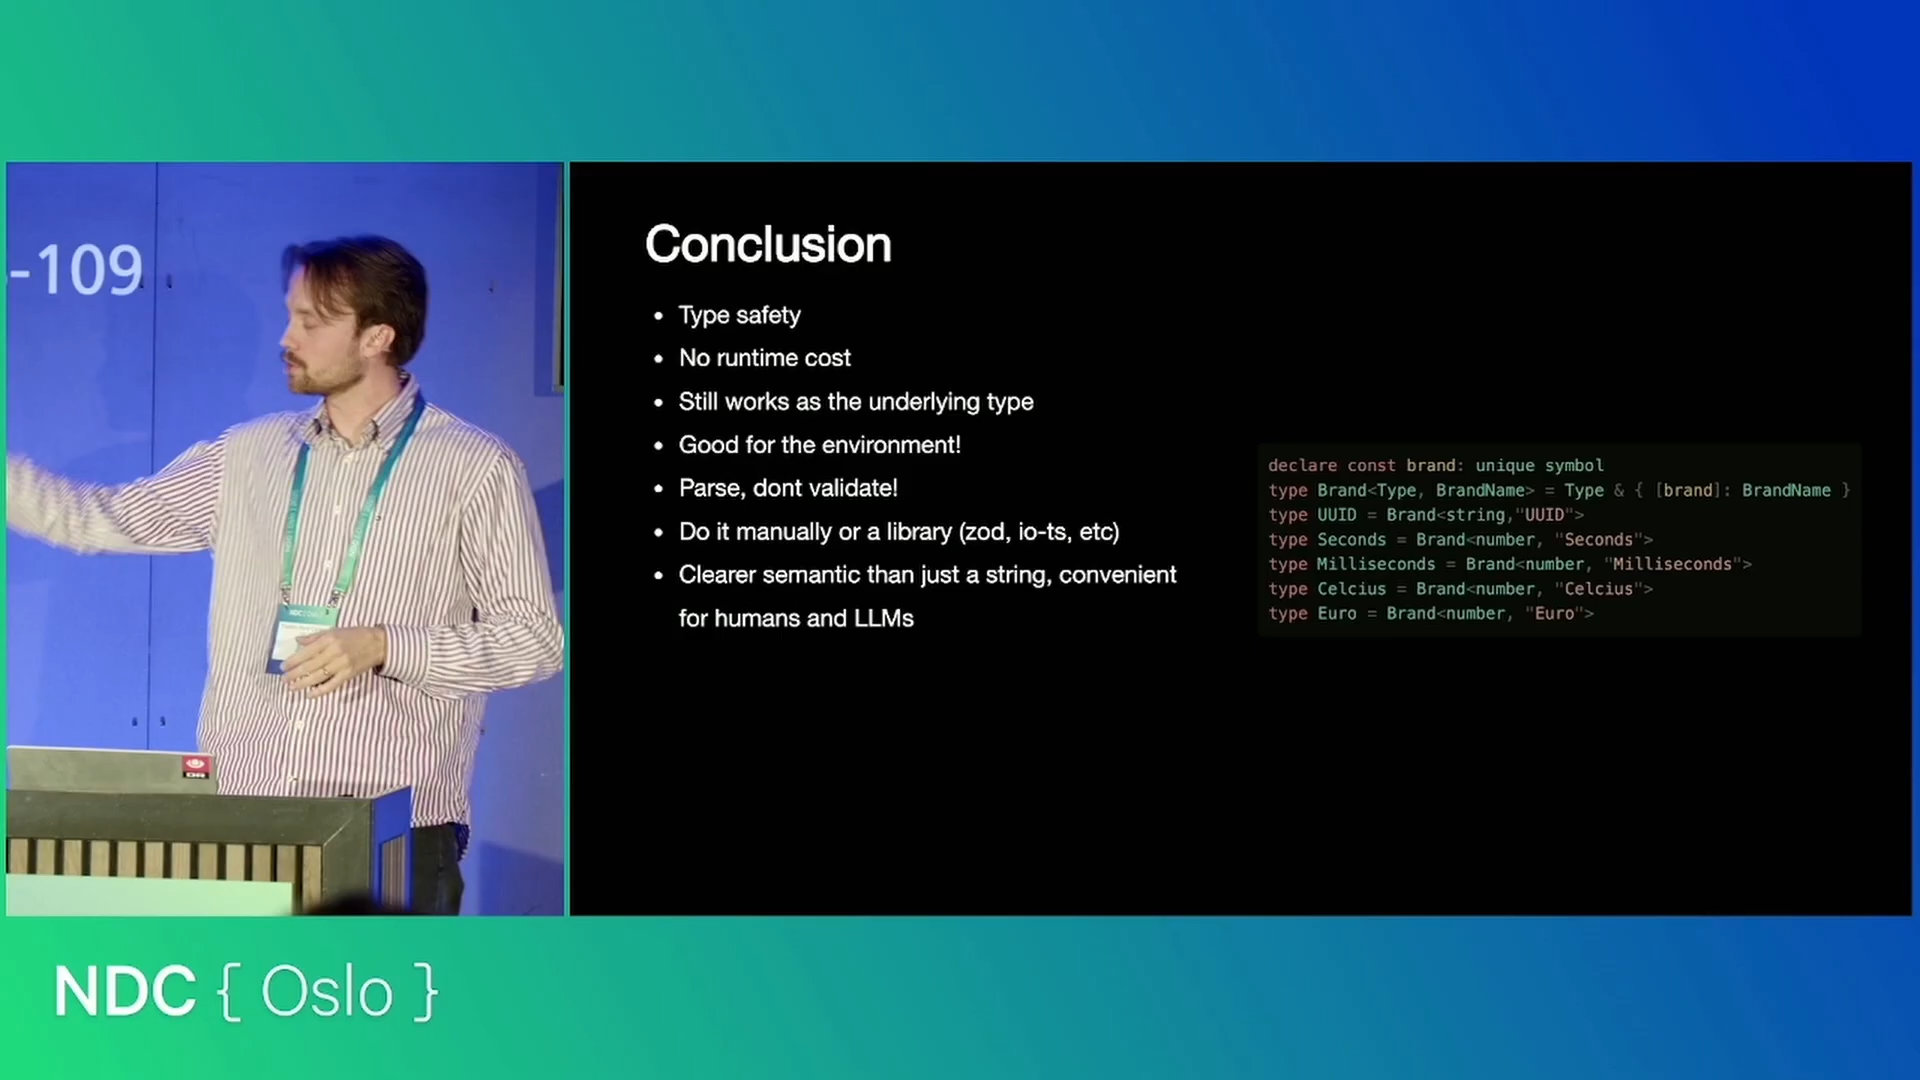 -109
Conclusion
• Type safety
• No runtime cost
• Still works as the underlying type
• Good for the environment!
• Parse, dont validate!
• Do it manually or a library (zod, io-ts, etc)
• Clearer semantic than just a string, convenient
for humans and LLMs
declare const brand: unique symbol
type Brand<Type, BrandName> = Type & { [brand]: BrandName }
type UUID = Brand<string,"UUID">
type Seconds = Brand<number, "Seconds">
type Milliseconds = Brand<number, "Milliseconds">
type Celcius = Brand<number, "Celcius">
type Euro = Brand<number, "Euro">
DR
NDC { Oslo }